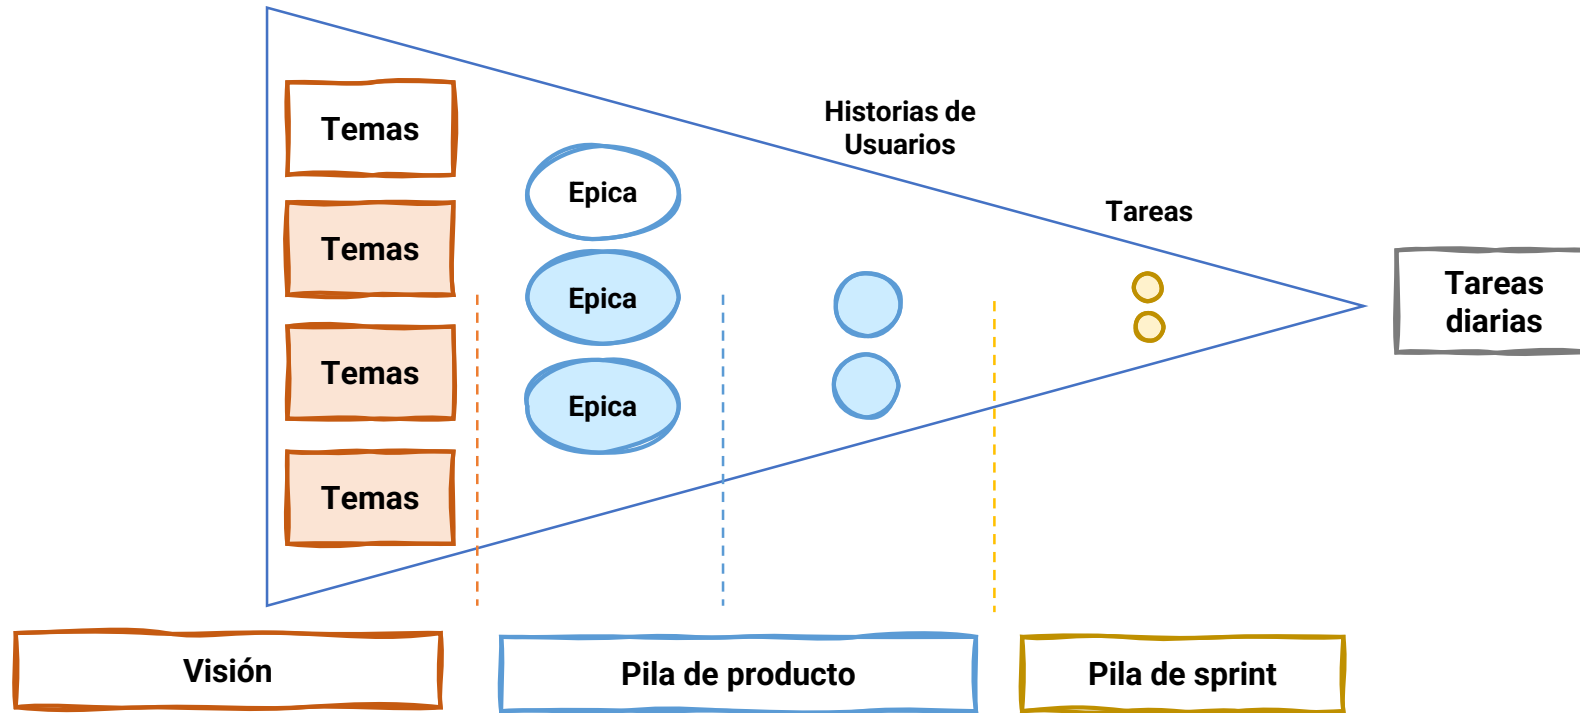 Temas
Temas
Temas
Temas
Epica
Epica
Epica
Historias de
Usuarios
Tareas
Tareas
diarias
Visión
Pila de producto
Pila de sprint